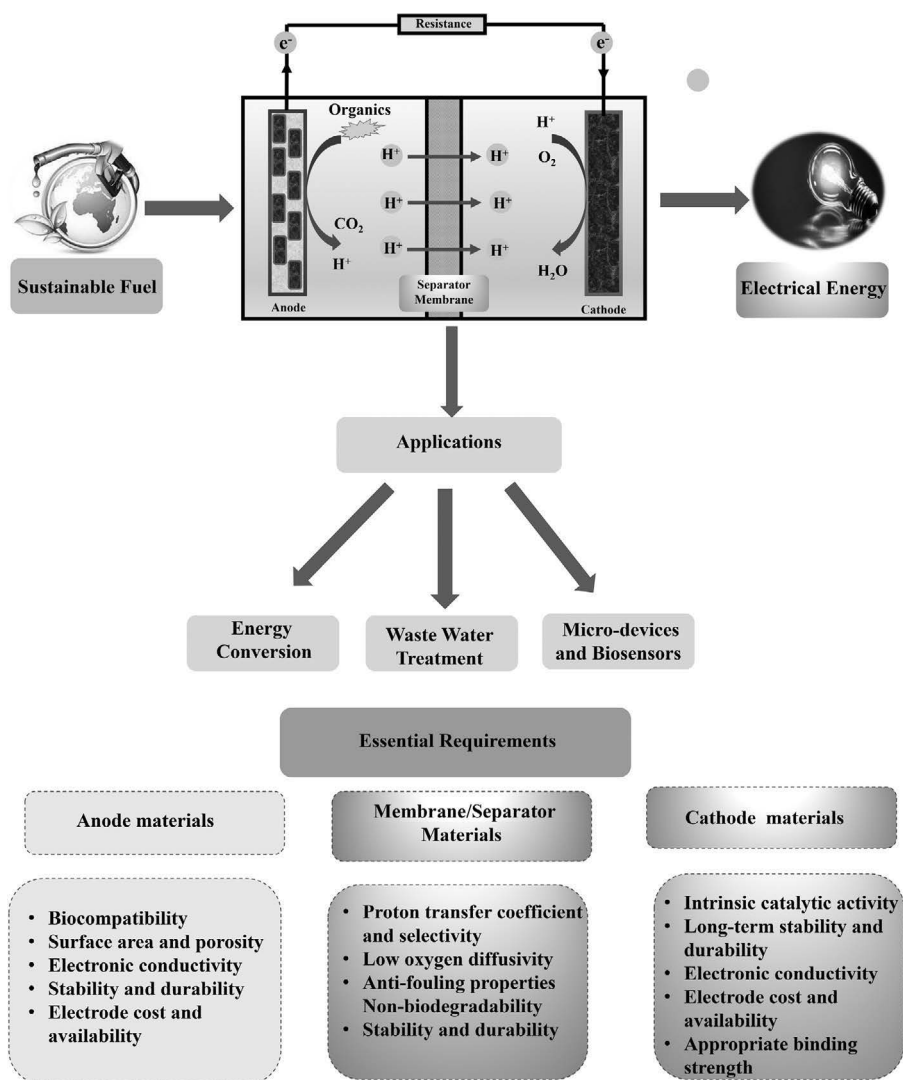 Resistance
e⁻
e⁻
Organics
H⁺
H⁺
H⁺
O₂
H⁺
H⁺
CO₂
H⁺
H⁺
H⁺
H₂O
Sustainable Fuel
Separator
Membrane
Anode
Cathode
Electrical Energy
Applications
Energy
Conversion
Waste Water
Treatment
Micro-devices
and Biosensors
Essential Requirements
Anode materials
Membrane/Separator
Materials
Cathode materials
• Biocompatibility
• Surface area and porosity
• Electronic conductivity
• Stability and durability
• Electrode cost and
availability
• Proton transfer coefficient
and selectivity
• Low oxygen diffusivity
• Anti-fouling properties
Non-biodegradability
• Stability and durability
• Intrinsic catalytic activity
• Long-term stability and
durability
• Electronic conductivity
• Electrode cost and
availability
• Appropriate binding
strength